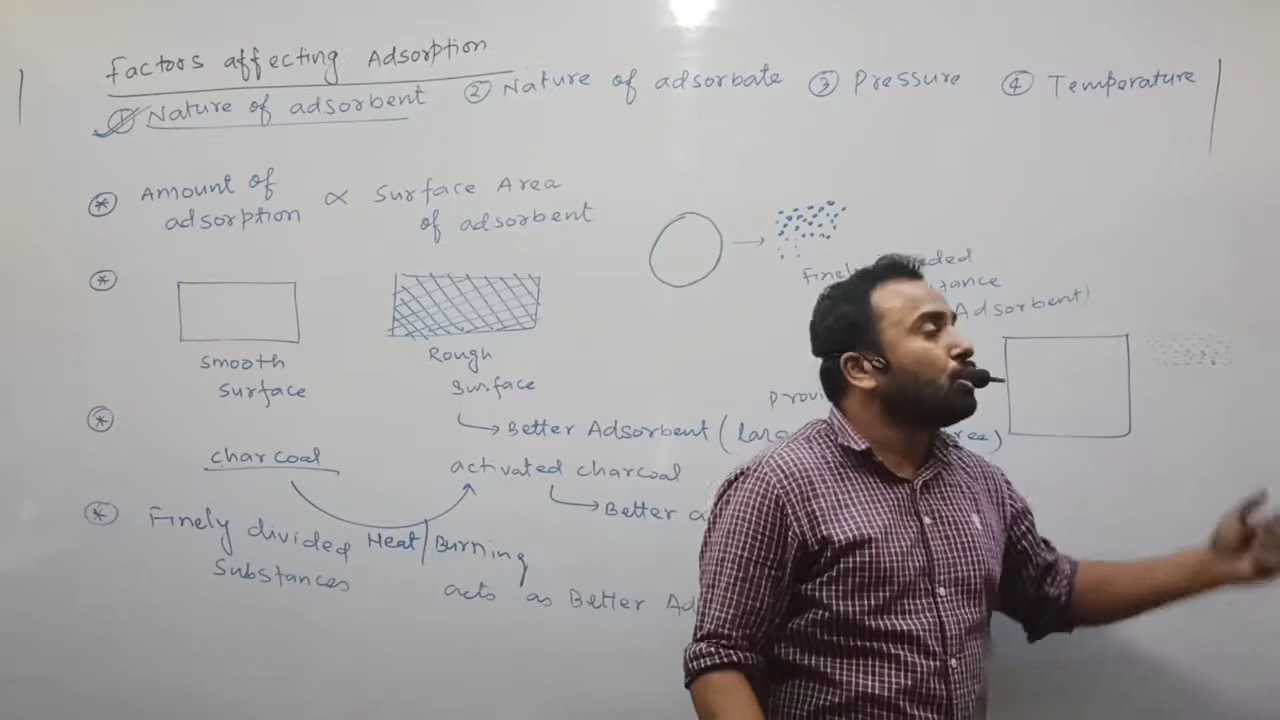 Factors affecting Adsorption
① Nature of adsorbent ② Nature of adsorbate ③ Pressure ④ Temperature
Amount of
adsorption ∝ Surface Area
of adsorbent
Smooth
Surface
Rough
Surface
Better Adsorbent (
charcoal
activated charcoal
Better
Heat/Burning
Finely divided
Substances
acts as Better
Adsorbent)